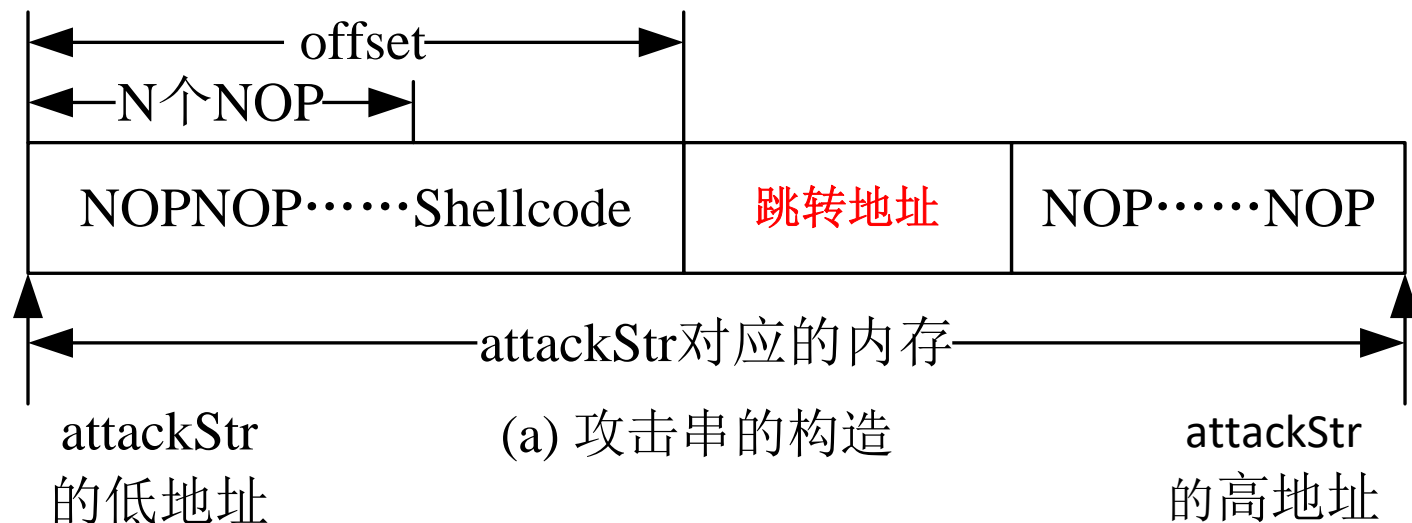 offset
N个NOP
NOPNOP……Shellcode
跳转地址
NOP……NOP
attackStr对应的内存
attackStr
的低地址
(a) 攻击串的构造
attackStr
的高地址